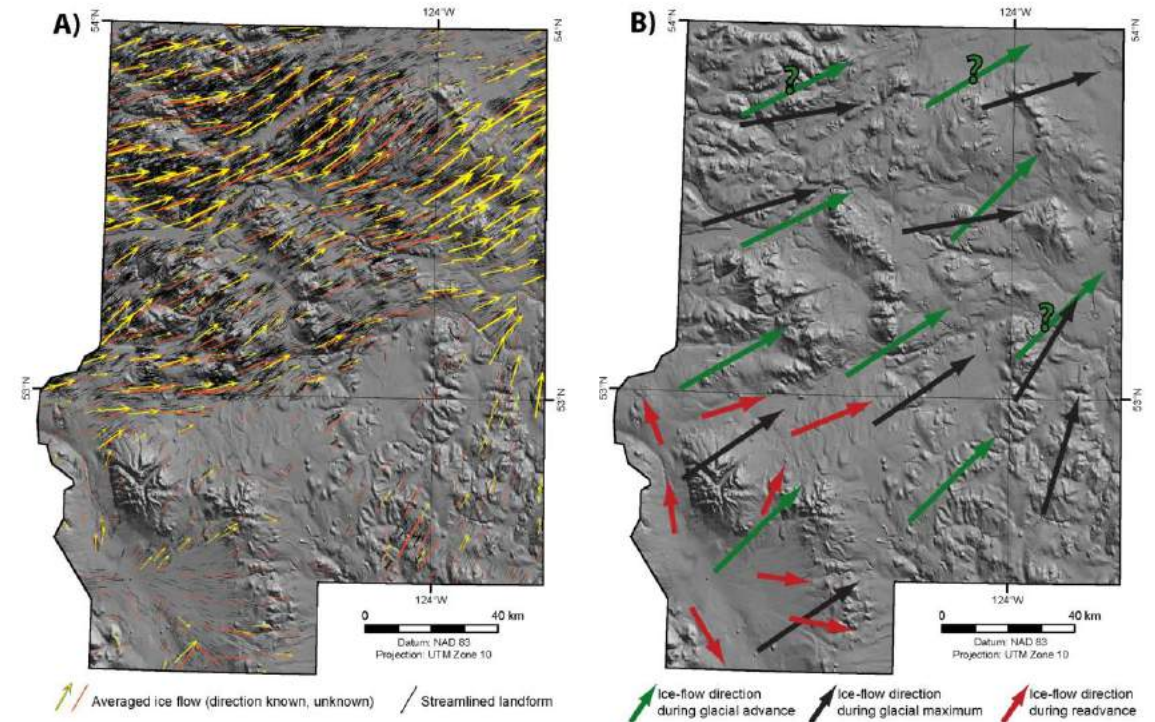 A)
124°W
54°N
54°N
53°N
53°N
124°W
0 40 km
Datum: NAD 83
Projection: UTM Zone 10
Averaged ice flow (direction known, unknown)
Streamlined landform
B)
124°W
54°N
54°N
?
?
?
53°N
53°N
124°W
0 40 km
Datum: NAD 83
Projection: UTM Zone 10
Ice-flow direction
during glacial advance
Ice-flow direction
during glacial maximum
Ice-flow direction
during readvance